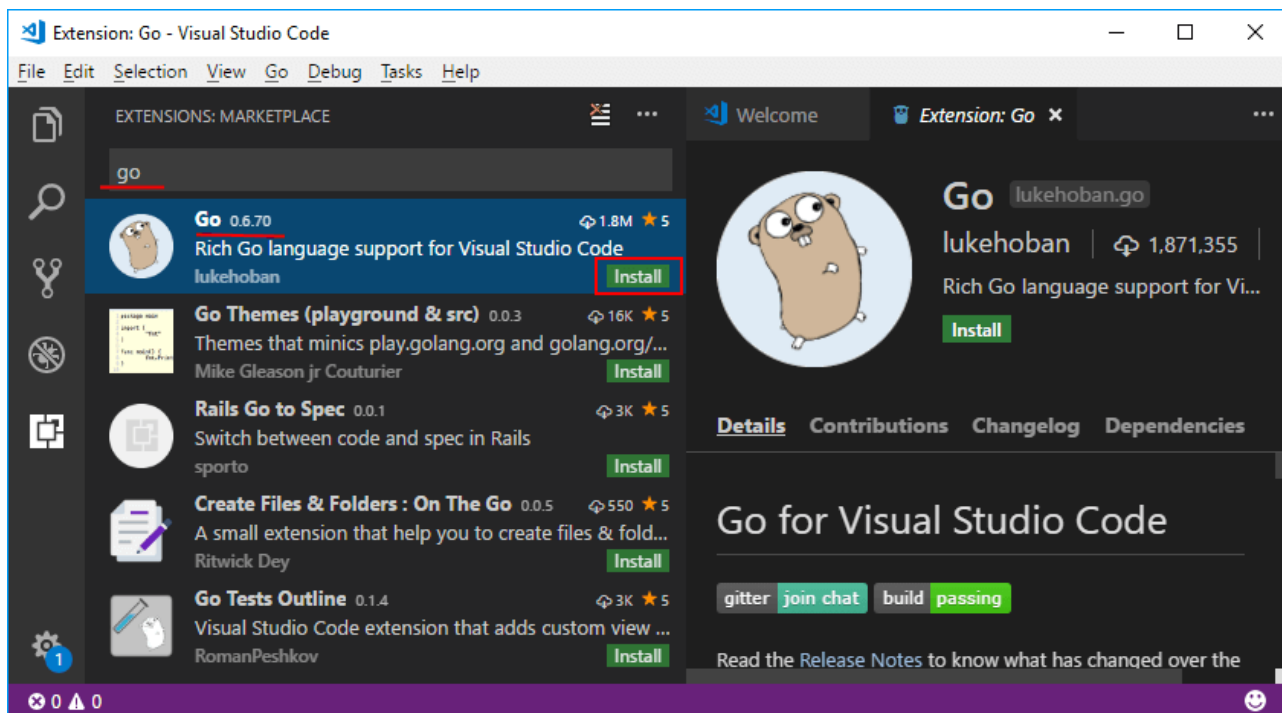 Extension: Go - Visual Studio Code
File Edit Selection View Go Debug Tasks Help
EXTENSIONS: MARKETPLACE
go
Go 0.6.70 1.8M 5
Rich Go language support for Visual Studio Code
lukehoban Install
Go Themes (playground & src) 0.0.3 16K 5
Themes that minics play.golang.org and golang.org/...
Mike Gleason jr Couturier Install
Rails Go to Spec 0.0.1 3K 5
Switch between code and spec in Rails
sporto Install
Create Files & Folders : On The Go 0.0.5 550 5
A small extension that help you to create files & fold...
Ritwick Dey Install
Go Tests Outline 0.1.4 3K 5
Visual Studio Code extension that adds custom view ...
RomanPeshkov Install
1
0 0
Welcome Extension: Go
Go lukehoban.go
lukehoban 1,871,355
Rich Go language support for Vi...
Install
Details Contributions Changelog Dependencies
Go for Visual Studio Code
gitter join chat build passing
Read the Release Notes to know what has changed over the